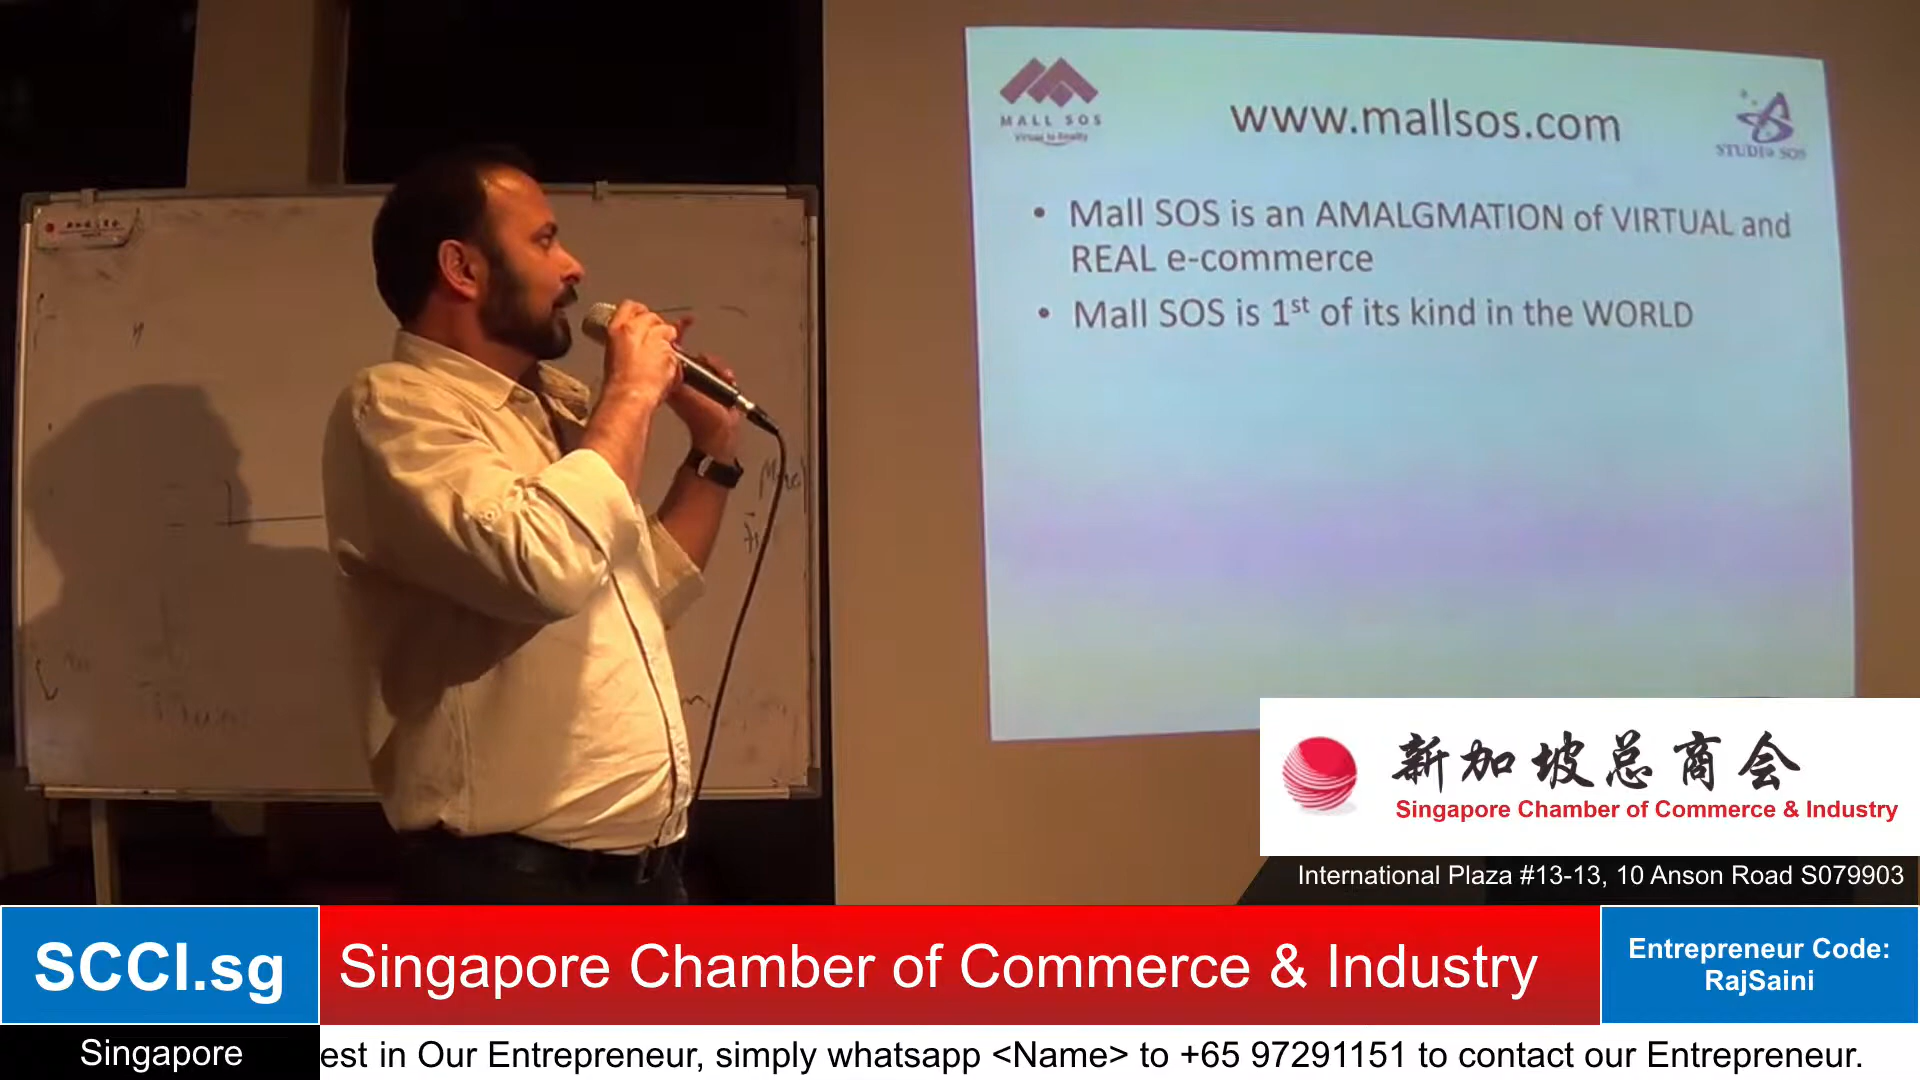 MALL SOS
Virtual to Reality
www.mallsos.com
STUDIO SOS
• Mall SOS is an AMALGMATION of VIRTUAL and
REAL e-commerce
• Mall SOS is 1st of its kind in the WORLD
新加坡总商会
Singapore Chamber of Commerce & Industry
International Plaza #13-13, 10 Anson Road S079903
SCCI.sg
Singapore Chamber of Commerce & Industry
Entrepreneur Code:
RajSaini
Singapore
est in Our Entrepreneur, simply whatsapp <Name> to +65 97291151 to contact our Entrepreneur.